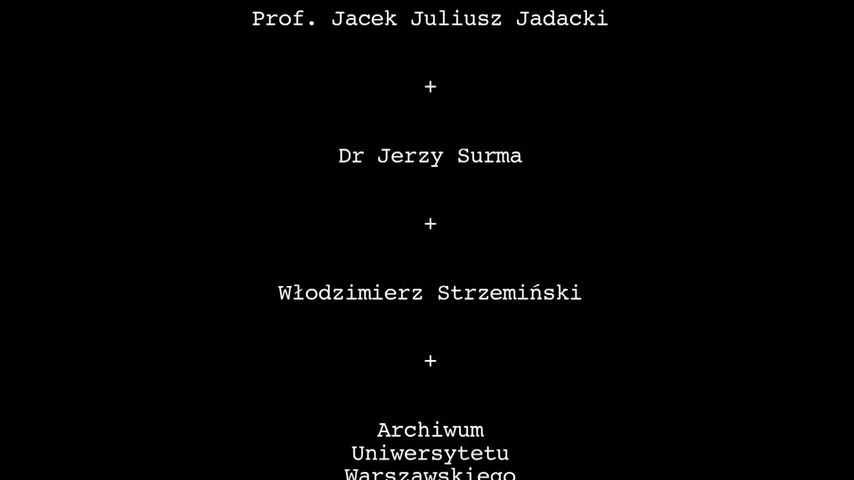 Prof. Jacek Juliusz Jadacki
+
Dr Jerzy Surma
+
Włodzimierz Strzemiński
+
Archiwum
Uniwersytetu
Warszawskiego